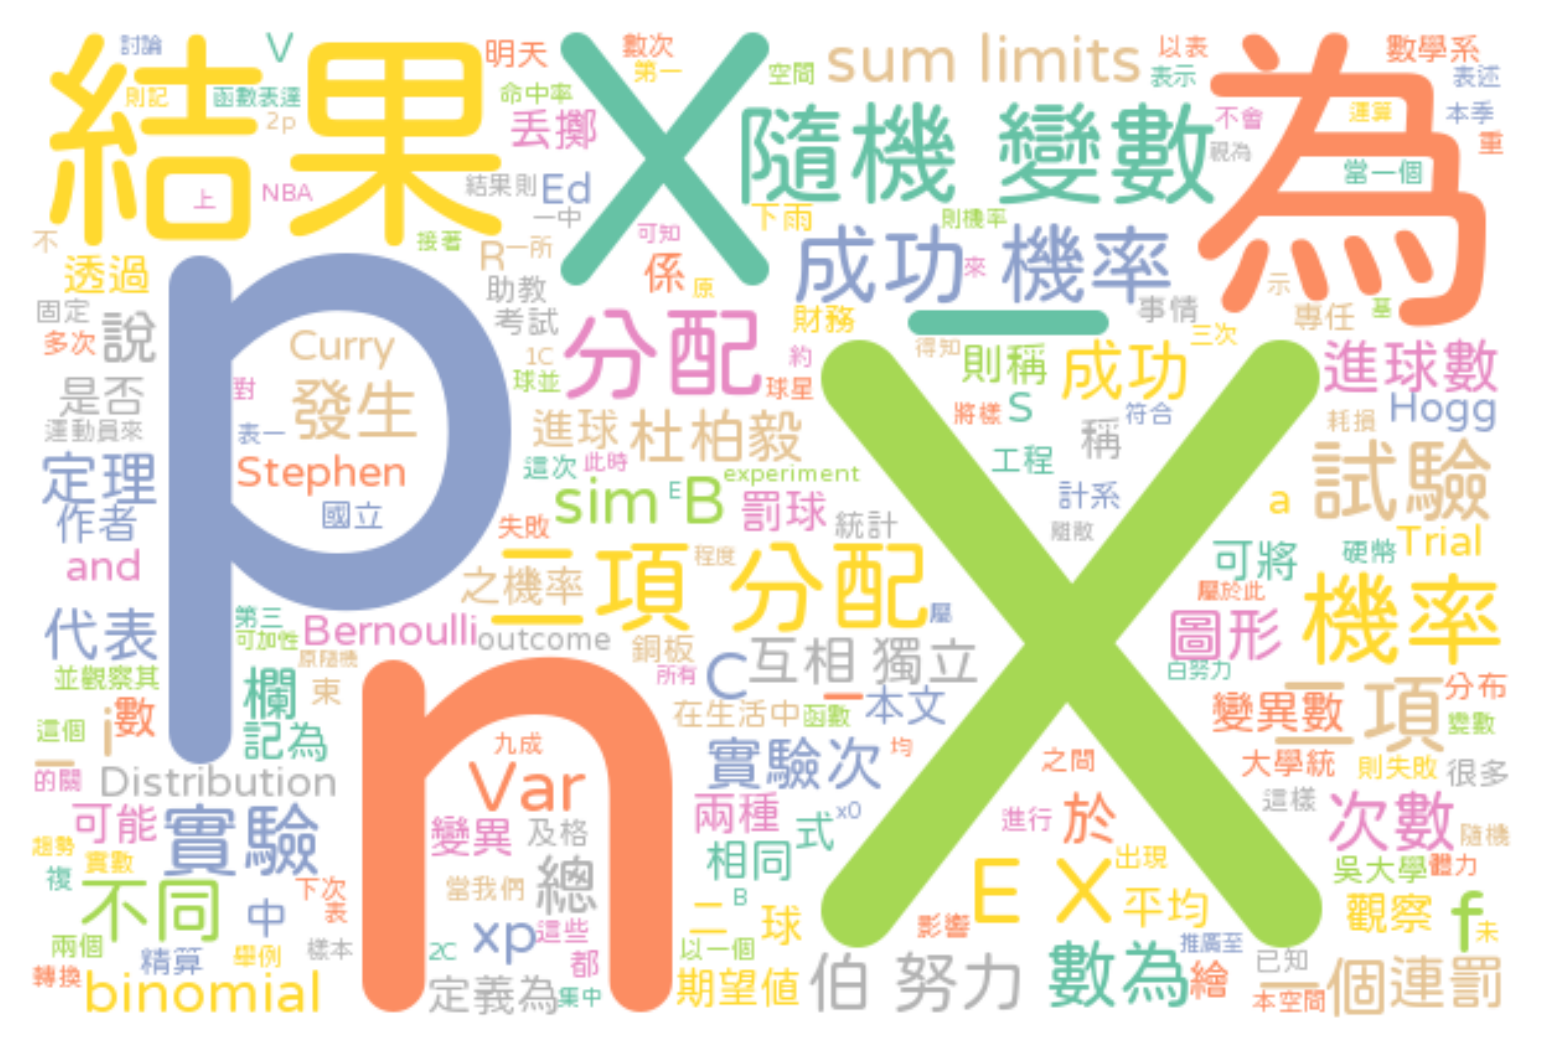 討論
V
明天
數次
第一
空間
sum limits
以表
表示
數學系
表述
結果
X
為
則記
函數表達
2p
命中率
丟擲
隨機 變數
不會
視為
運算
本季
重
當一個
上
NBA
結果則
Ed
一中
下雨
則機率
不
接著
R
一所
可知
係
原
成功 機率
來
示
透過
p
助教
事情
專任
基
固定
多次
說
考試
分配
財務
一
三次
Curry
1C
球並
約
球星
得知
則稱
成功
進球數
是否
對
發生
X
將樣
S
符合
Hogg
耗損
運動員來
表一
進球
杜柏毅
稱
定理
Stephen
這次
此時
experiment
工程
試驗
作者
國立
sim
E
B
罰球
統計
計系
a
失敗
離散
and
二項 分配
程度
可將
硬幣
Trial
之機率
屬於此
機率
代表
第三
可加性
Bernoulli
outcome
銅板
屬
圖形
原隨機
互相 獨立
白努力
並觀察其
欄
東
n
所有
C
一
本文
二項
分布
i
數
這個
記為
在生活中
函數
變異數
變數
一
九成
實驗次
均
之間
大學統
則失敗
很多
的關
Distribution
Var
這樣
可能
實驗
變異
及格
兩種
式
x0
進行
於
次數
隨機
趨勢
實數
相同
出現
吳大學
體力
複
不同
下次
表
當我們
總
B
E X
平均
觀察
f
未
中
二
球
影響
兩個
精算
舉例
樣本
2C
xp
這些
以一個
推廣至
已知
都
轉換
binomial
定義為
集中
期望值
伯 努力
數為
繪
本空間
一個
連罰